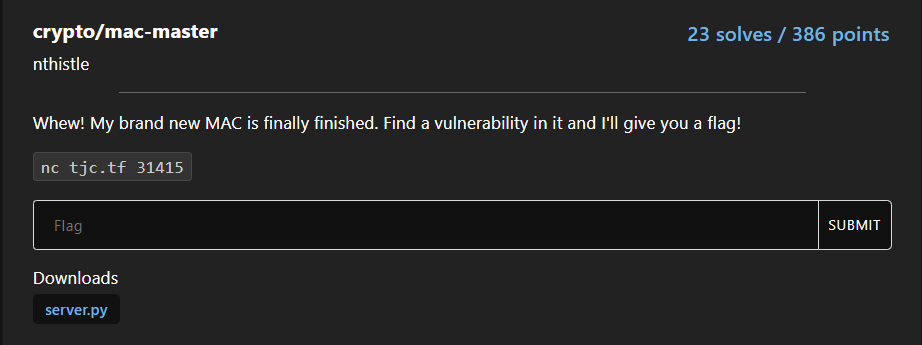 crypto/mac-master
23 solves / 386 points
nthistle
Whew! My brand new MAC is finally finished. Find a vulnerability in it and I'll give you a flag!
nc tjc.tf 31415
Flag
SUBMIT
Downloads
server.py